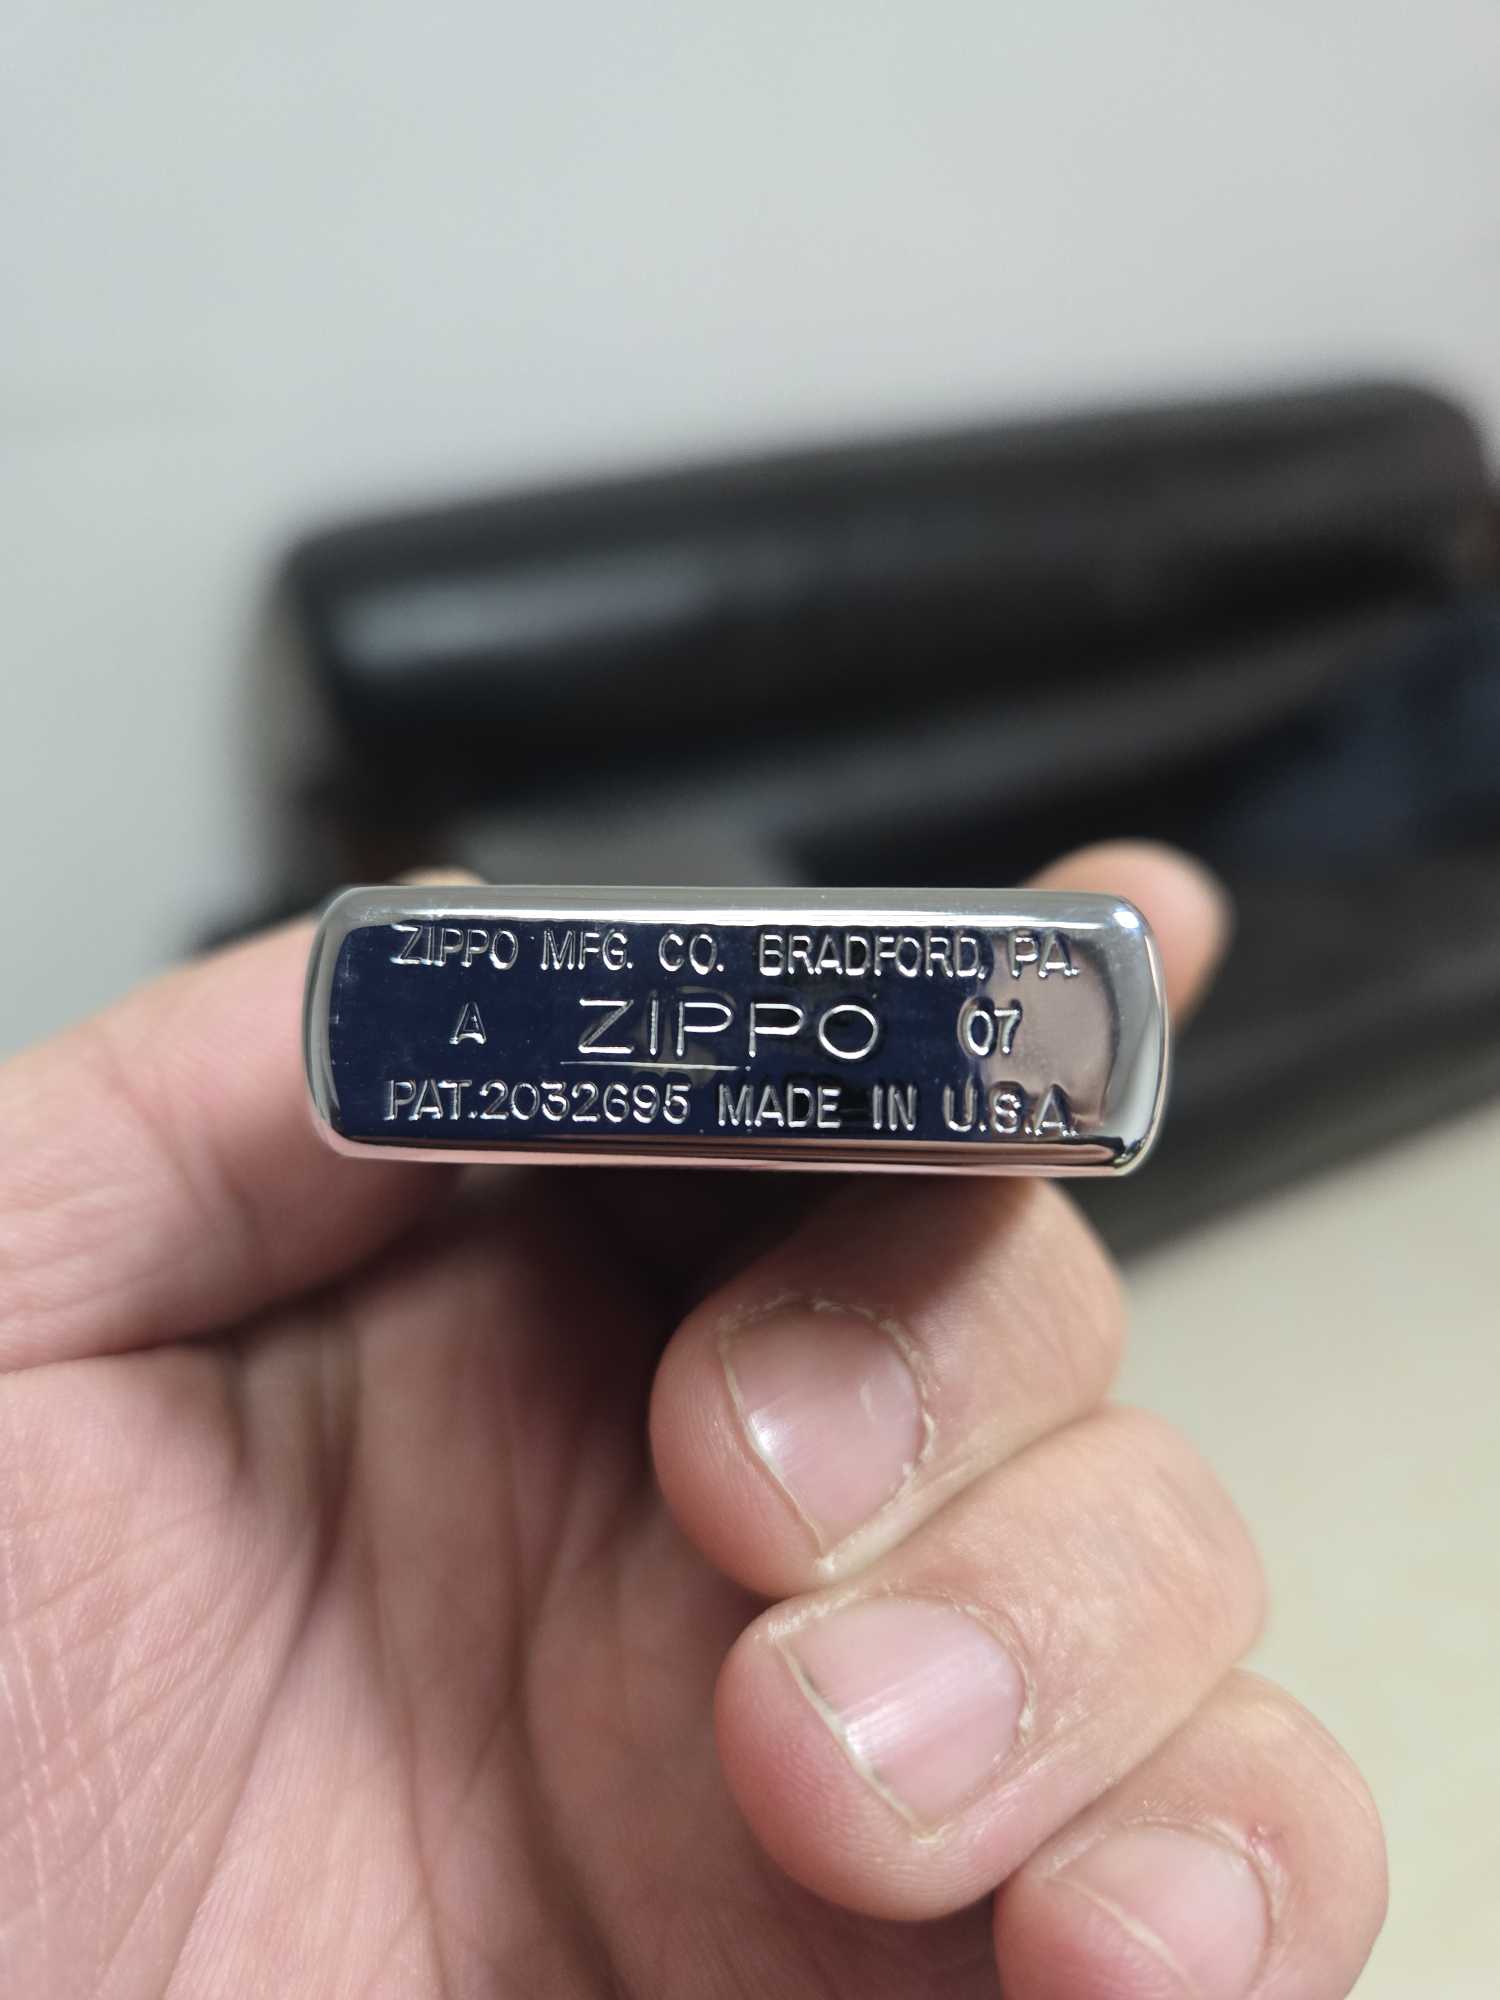 ZIPPO MFG. CO. BRADFORD, PA.
A ZIPPO 07
PAT.2032695 MADE IN U.S.A.